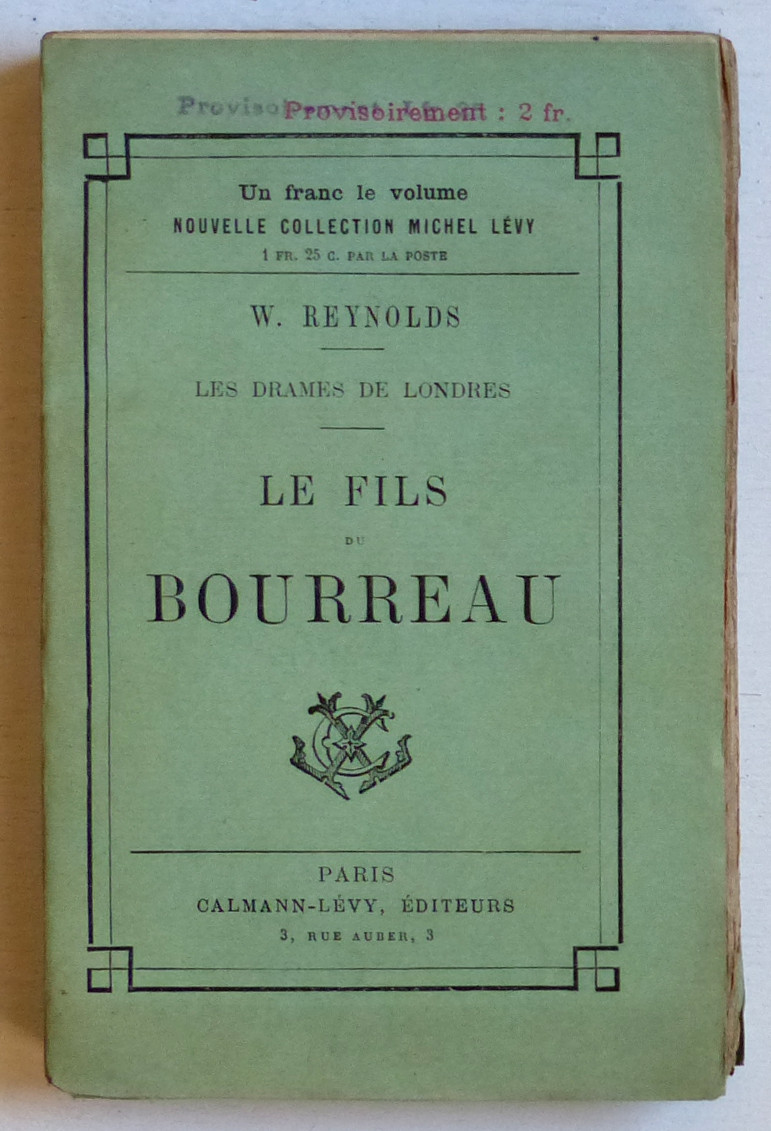 Provisoirement : 2 fr.
Un franc le volume
NOUVELLE COLLECTION MICHEL LÉVY
1 FR. 25 C. PAR LA POSTE
W. REYNOLDS
LES DRAMES DE LONDRES
LE FILS
DU
BOURREAU
PARIS
CALMANN-LÉVY, ÉDITEURS
3, RUE AUBER, 3